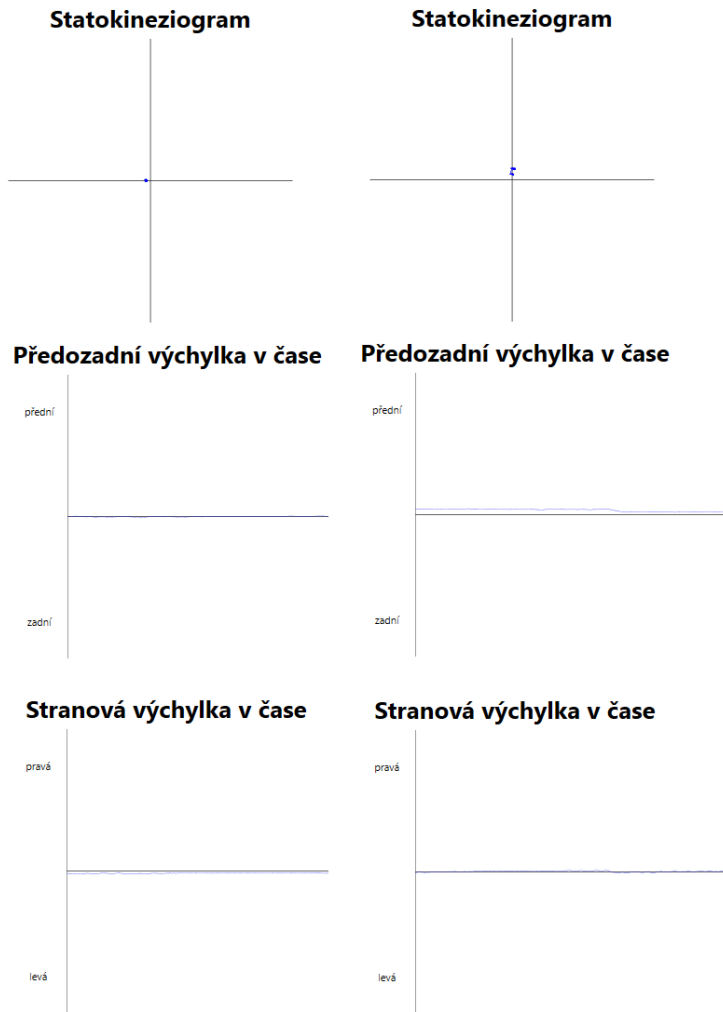 Statokineziogram
Statokineziogram
Předozadní výchylka v čase
Předozadní výchylka v čase
přední
přední
zadní
zadní
Stranová výchylka v čase
Stranová výchylka v čase
pravá
pravá
levá
levá